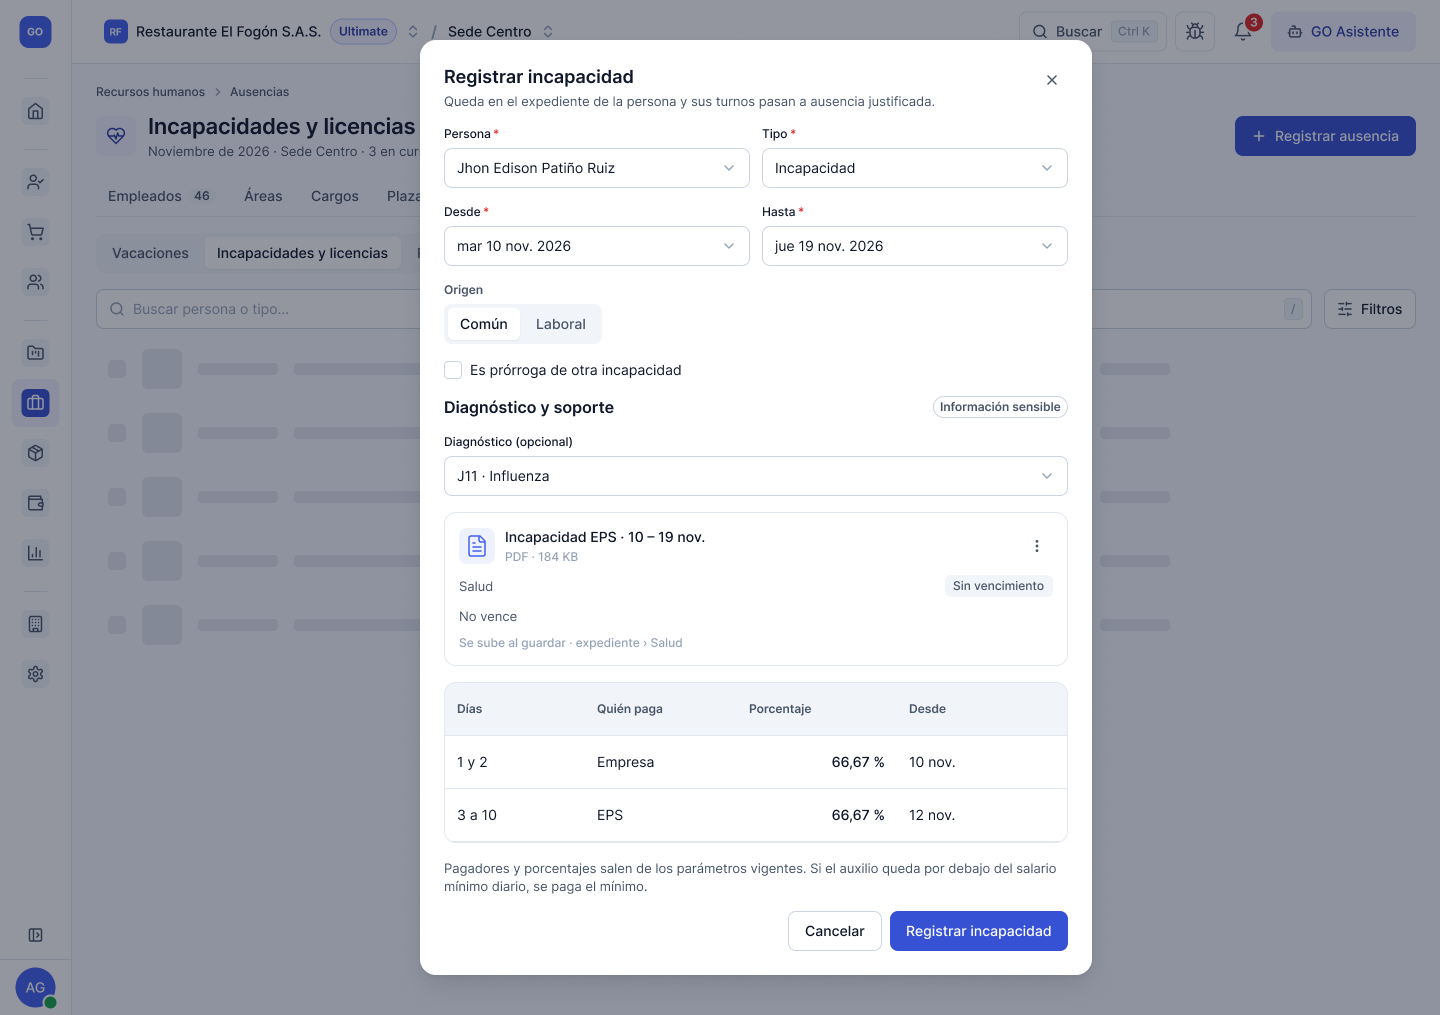 GO
RF
Restaurante El Fogón S.A.S.
Ultimate
/
Sede Centro
Buscar
Ctrl K
3
GO Asistente
Recursos humanos
Ausencias
Incapacidades y licencias
Noviembre de 2026 · Sede Centro · 3 en cur
Registrar ausencia
Empleados 46
Áreas
Cargos
Plaza
Vacaciones
Incapacidades y licencias
Buscar persona o tipo...
/
Filtros
Registrar incapacidad
Queda en el expediente de la persona y sus turnos pasan a ausencia justificada.
Persona *
Tipo *
Jhon Edison Patiño Ruiz
Incapacidad
Desde *
Hasta *
mar 10 nov. 2026
jue 19 nov. 2026
Origen
Común
Laboral
Es prórroga de otra incapacidad
Diagnóstico y soporte
Información sensible
Diagnóstico (opcional)
J11 · Influenza
Incapacidad EPS · 10 – 19 nov.
PDF · 184 KB
Salud
Sin vencimiento
No vence
Se sube al guardar · expediente › Salud
Días
Quién paga
Porcentaje
Desde
1 y 2
Empresa
66,67 %
10 nov.
3 a 10
EPS
66,67 %
12 nov.
Pagadores y porcentajes salen de los parámetros vigentes. Si el auxilio queda por debajo del salario
mínimo diario, se paga el mínimo.
Cancelar
Registrar incapacidad
AG